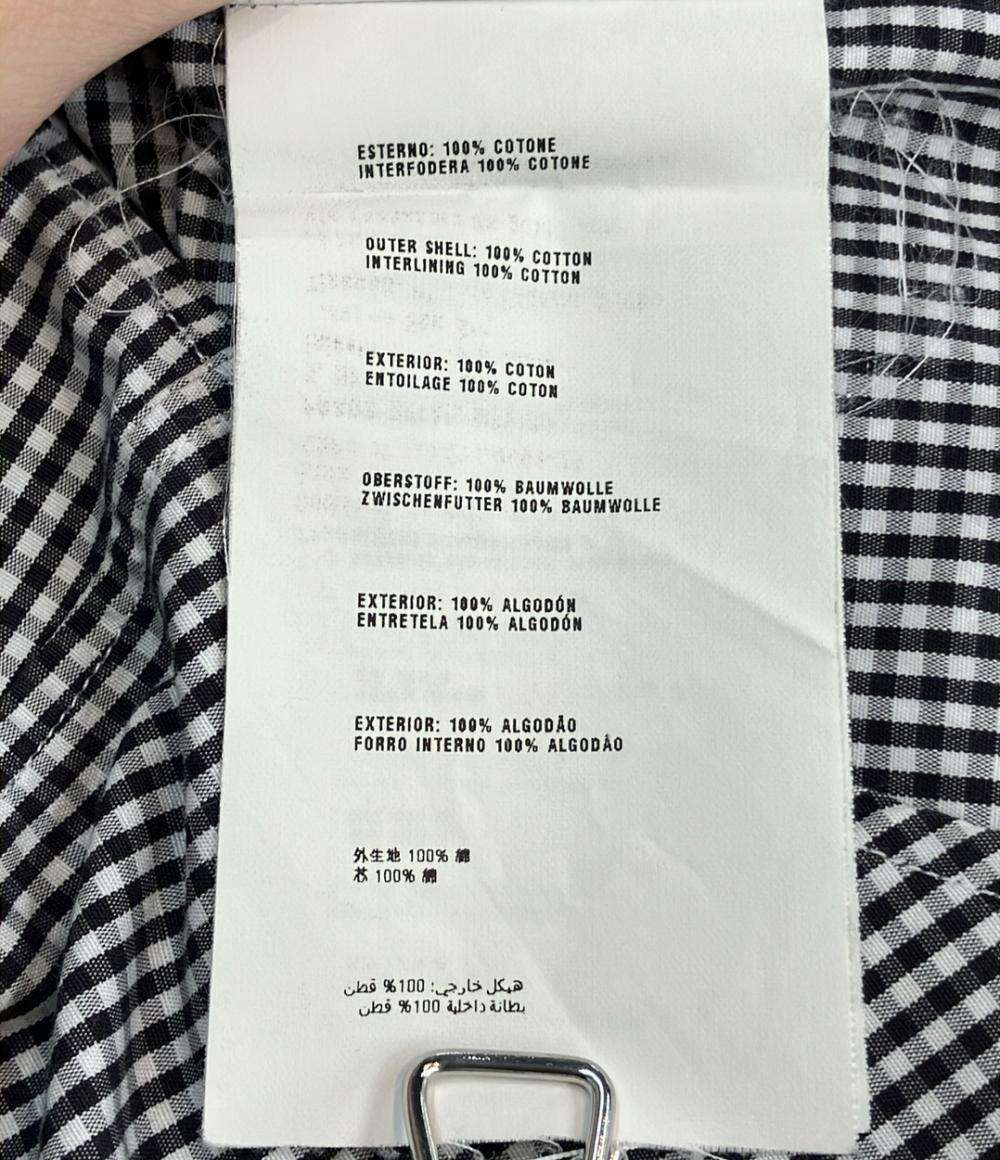 ESTERNO: 100% COTONE
INTERFODERA 100% COTONE
OUTER SHELL: 100% COTTON
INTERLINING 100% COTTON
EXTERIOR: 100% COTON
ENTOILAGE 100% COTON
OBERSTOFF: 100% BAUMWOLLE
ZWISCHENFUTTER 100% BAUMWOLLE
EXTERIOR: 100% ALGODÓN
ENTRETELA 100% ALGODÓN
EXTERIOR: 100% ALGODÃO
FORRO INTERNO 100% ALGODÃO
外生地 100% 綿
芯 100% 綿
هيكل خارجي: 100% قطن
بطانة داخلية 100% قطن